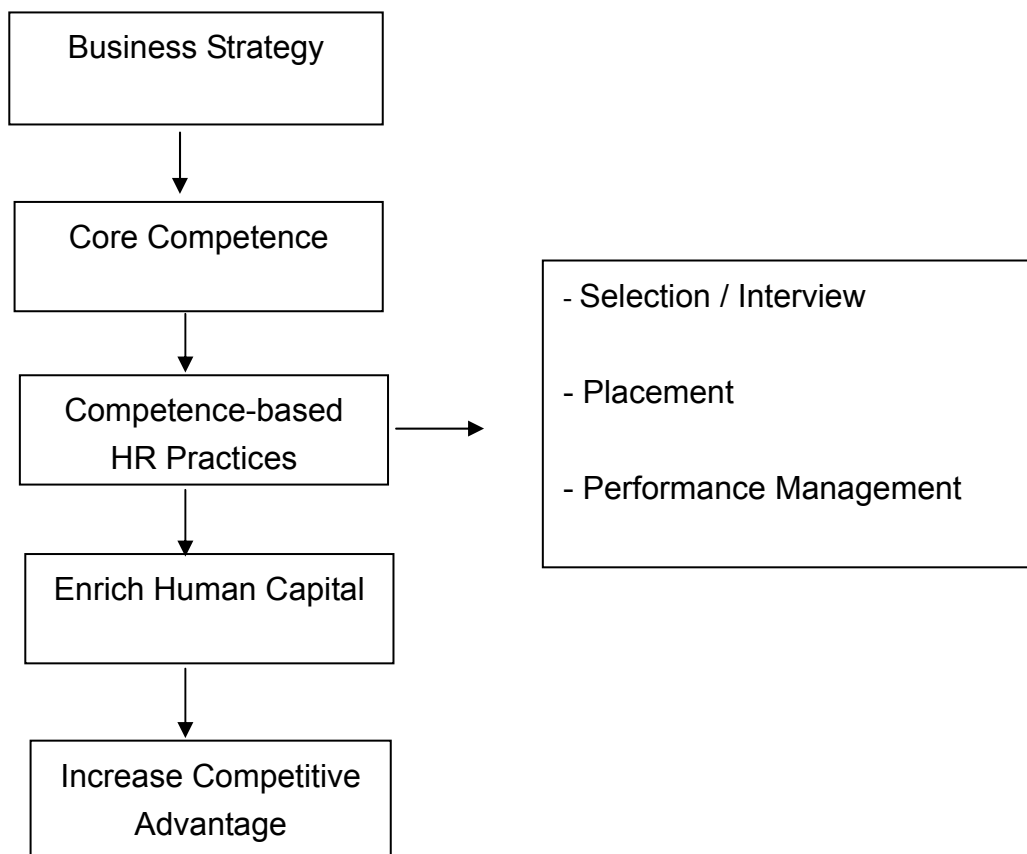 Business Strategy
Core Competence
Competence-based
HR Practices
- Selection / Interview
- Placement
- Performance Management
Enrich Human Capital
Increase Competitive
Advantage